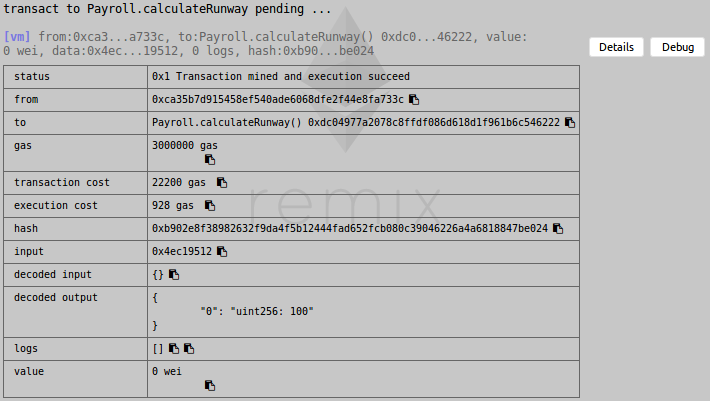 transact to Payroll.calculateRunway pending ...
[vm] from:0xca3...a733c, to:Payroll.calculateRunway() 0xdc0...46222, value:
0 wei, data:0x4ec...19512, 0 logs, hash:0xb90...be024
Details
Debug
status 0x1 Transaction mined and execution succeed
from 0xca35b7d915458ef540ade6068dfe2f44e8fa733c
to Payroll.calculateRunway() 0xdc04977a2078c8ffdf086d618d1f961b6c546222
gas 3000000 gas
transaction cost 22200 gas
execution cost 928 gas
remix
hash 0xb902e8f38982632f9da4f5b12444fad652fcb080c39046226a4a6818847be024
input 0x4ec19512
decoded input {}
decoded output {
"0": "uint256: 100"
}
logs []
value 0 wei